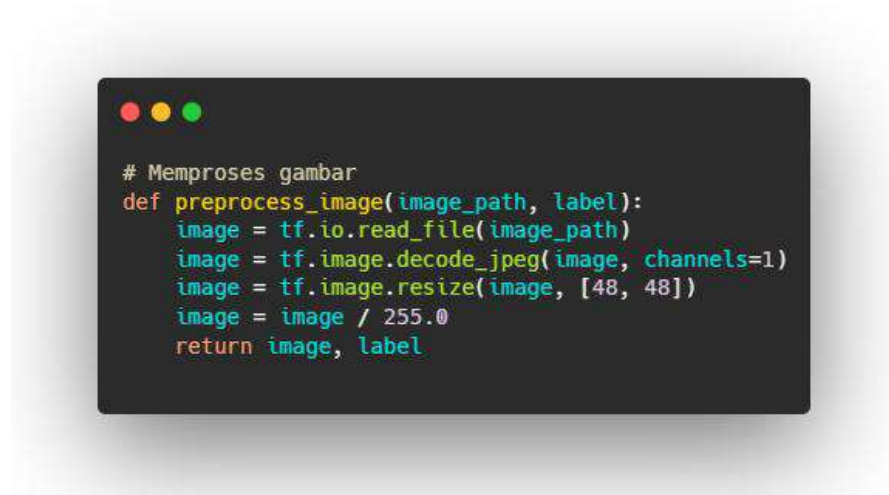 # Memproses gambar
def preprocess_image(image_path, label):
    image = tf.io.read_file(image_path)
    image = tf.image.decode_jpeg(image, channels=1)
    image = tf.image.resize(image, [48, 48])
    image = image / 255.0
    return image, label